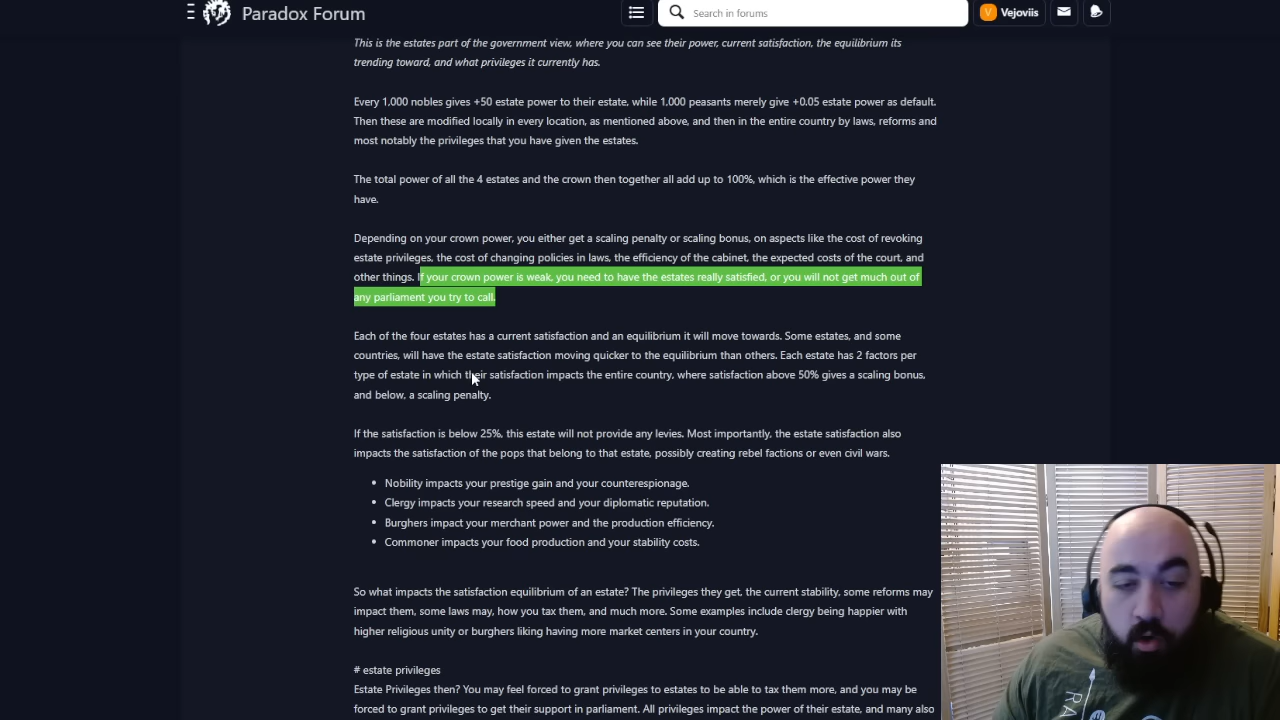 Paradox Forum
Search in forums
V Vejoviis
This is the estates part of the government view, where you can see their power, current satisfaction, the equilibrium its
trending toward, and what privileges it currently has.
Every 1,000 nobles gives +50 estate power to their estate, while 1,000 peasants merely give +0.05 estate power as default.
Then these are modified locally in every location, as mentioned above, and then in the entire country by laws, reforms and
most notably the privileges that you have given the estates.
The total power of all the 4 estates and the crown then together all add up to 100%, which is the effective power they
have.
Depending on your crown power, you either get a scaling penalty or scaling bonus, on aspects like the cost of revoking
estate privileges, the cost of changing policies in laws, the efficiency of the cabinet, the expected costs of the court, and
other things. If your crown power is weak, you need to have the estates really satisfied, or you will not get much out of
any parliament you try to call.
Each of the four estates has a current satisfaction and an equilibrium it will move towards. Some estates, and some
countries, will have the estate satisfaction moving quicker to the equilibrium than others. Each estate has 2 factors per
type of estate in which their satisfaction impacts the entire country, where satisfaction above 50% gives a scaling bonus,
and below, a scaling penalty.
If the satisfaction is below 25%, this estate will not provide any levies. Most importantly, the estate satisfaction also
impacts the satisfaction of the pops that belong to that estate, possibly creating rebel factions or even civil wars.
• Nobility impacts your prestige gain and your counterespionage.
• Clergy impacts your research speed and your diplomatic reputation.
• Burghers impact your merchant power and the production efficiency.
• Commoner impacts your food production and your stability costs.
So what impacts the satisfaction equilibrium of an estate? The privileges they get, the current stability, some reforms may
impact them, some laws may, how you tax them, and much more. Some examples include clergy being happier with
higher religious unity or burghers liking having more market centers in your country.
# estate privileges
Estate Privileges then? You may feel forced to grant privileges to estates to be able to tax them more, and you may be
forced to grant privileges to get their support in parliament. All privileges impact the power of their estate, and many also